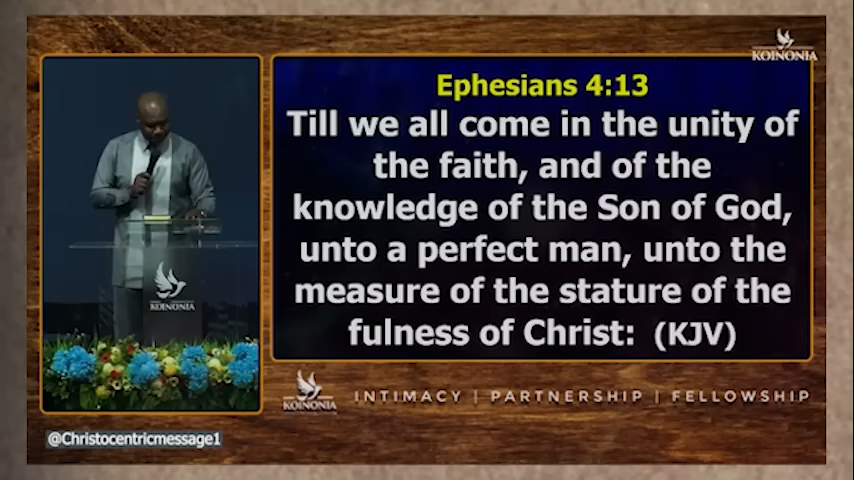 KOINONIA
Ephesians 4:13
Till we all come in the unity of
the faith, and of the
knowledge of the Son of God,
unto a perfect man, unto the
measure of the stature of the
fulness of Christ: (KJV)
KOINONIA
KOINONIA
INTIMACY | PARTNERSHIP | FELLOWSHIP
@Christocentricmessage1